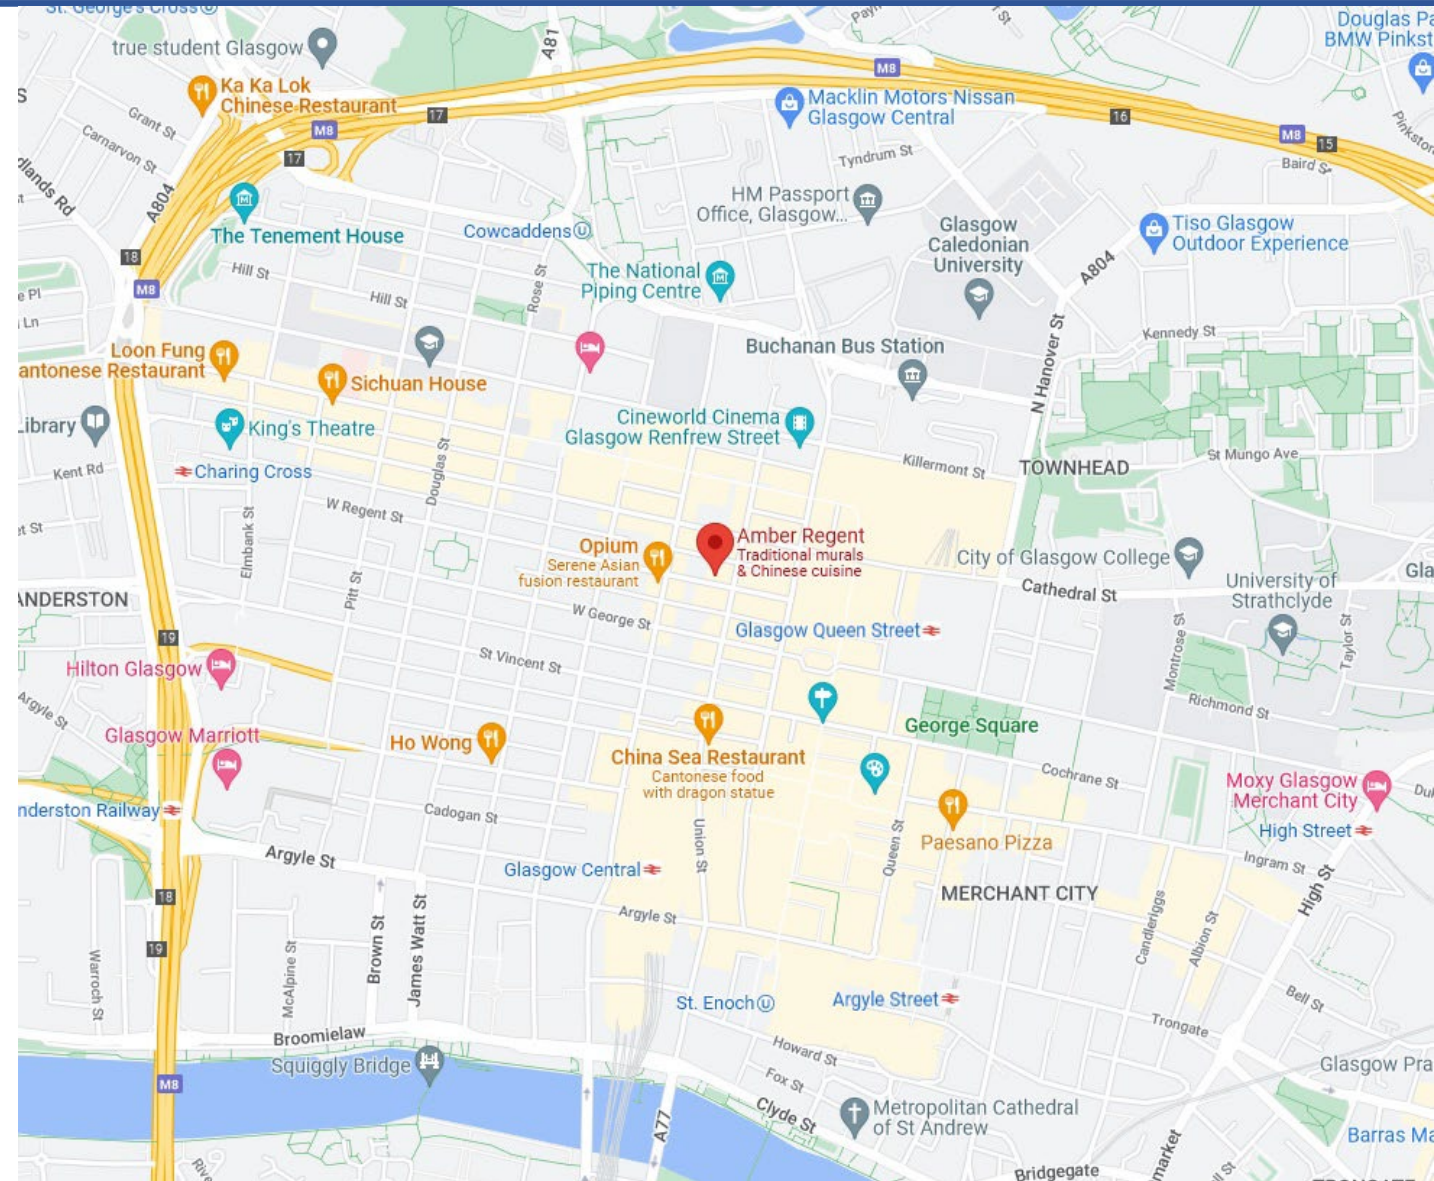 St. George's Cross
true student Glasgow
A81
Douglas Pa
BMW Pinkst
M8
Ka Ka Lok
Chinese Restaurant
Macklin Motors Nissan
Glasgow Central
17
M8
16
M8
15
Grant St
Carnarvon St
17
Tyndrum St
Baird St
Pinkston
dlands Rd
A804
HM Passport
Office, Glasgow...
Glasgow
Caledonian
University
Tiso Glasgow
Outdoor Experience
The Tenement House
Cowcaddens
18
Hill St
Hill St
Rose St
The National
Piping Centre
A804
M8
e Pl
Ln
Kennedy St
N Hanover St
Loon Fung
antonese Restaurant
Sichuan House
Buchanan Bus Station
Library
King's Theatre
Cineworld Cinema
Glasgow Renfrew Street
Kent Rd
Charing Cross
Douglas St
Killermont St
TOWNHEAD
St Mungo Ave
et St
Elmbank St
W Regent St
Opium
Serene Asian
fusion restaurant
Amber Regent
Traditional murals
& Chinese cuisine
City of Glasgow College
Gla
ANDERSTON
Pitt St
W George St
Cathedral St
University of
Strathclyde
19
Glasgow Queen Street
Montrose St
Taylor St
Hilton Glasgow
St Vincent St
Argyle St
Richmond St
Glasgow Marriott
Ho Wong
China Sea Restaurant
Cantonese food
with dragon statue
George Square
Cochrane St
Moxy Glasgow
Merchant City
Duk
nderston Railway
Cadogan St
Union St
Queen St
Paesano Pizza
High Street
Argyle St
Glasgow Central
Ingram St
18
MERCHANT CITY
High St
Argyle St
Brown St
James Watt St
Candleriggs
Albion St
19
Warroch St
McAlpine St
St. Enoch
Argyle Street
Bell St
Broomielaw
Trongate
Squiggly Bridge
Howard St
Glasgow Pra
M8
Fox St
Clyde St
A77
Metropolitan Cathedral
of St Andrew
Barras Ma
Rive
Bridgegate
market